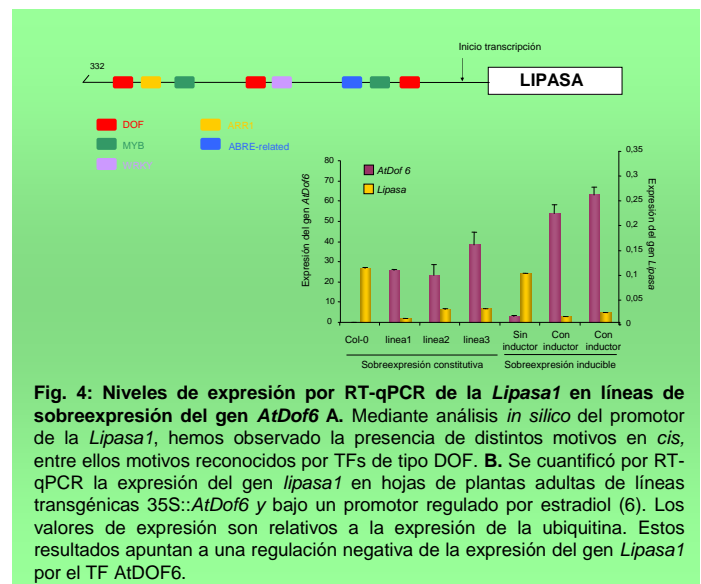 Inicio transcripción
332
LIPASA
DOF
MYB
WRKY
ABRE-related
AtDof 6
Lipasa
Expresión del gen AtDof6
80
70
60
50
40
30
20
10
0
0,35
0,3
0,25
0,2
0,15
0,1
0,05
0
Expresión del gen Lipasa
Col-0 linea1 linea2 linea3 Sin inductor Con inductor Con inductor
Sobreexpresión constitutiva Sobreexpresión inducible
Fig. 4: Niveles de expresión por RT-qPCR de la Lipasa1 en líneas de
sobreexpresión del gen AtDof6 A. Mediante análisis in silico del promotor
de la Lipasa1, hemos observado la presencia de distintos motivos en cis,
entre ellos motivos reconocidos por TFs de tipo DOF. B. Se cuantificó por RT-
qPCR la expresión del gen lipasa1 en hojas de plantas adultas de líneas
transgénicas 35S::AtDof6 y bajo un promotor regulado por estradiol (6). Los
valores de expresión son relativos a la expresión de la ubiquitina. Estos
resultados apuntan a una regulación negativa de la expresión del gen Lipasa1
por el TF AtDOF6.